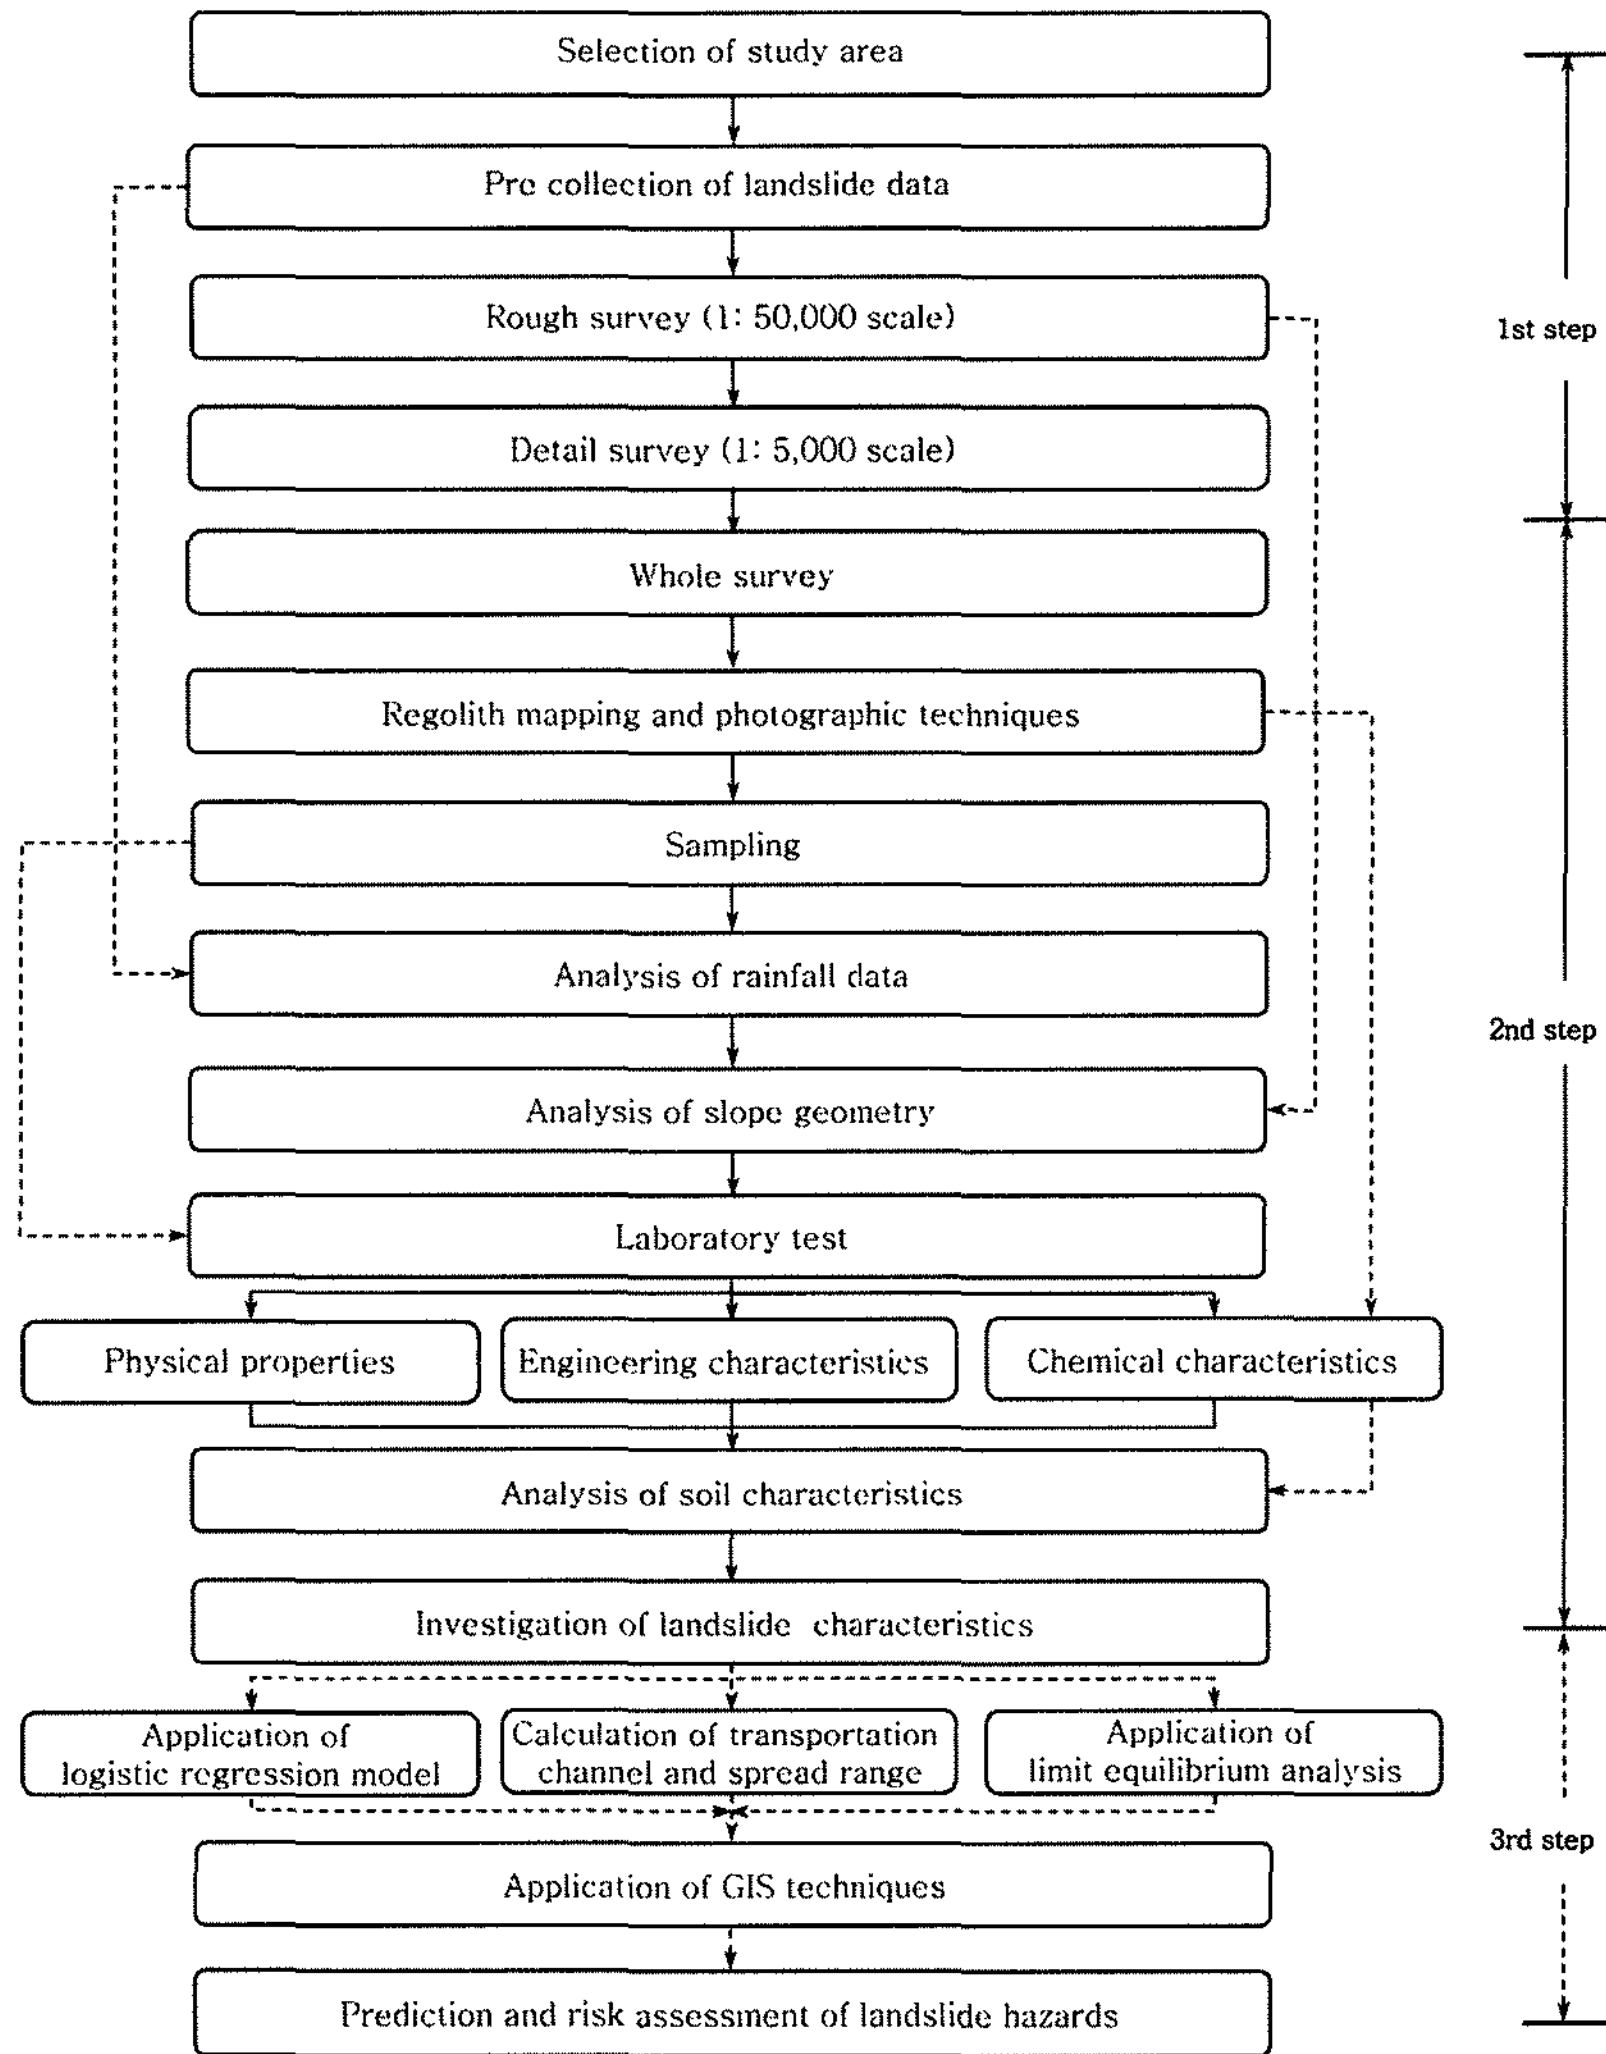 Selection of study area
Pre collection of landslide data
Rough survey (1: 50,000 scale)
1st step
Detail survey (1: 5,000 scale)
Whole survey
Regolith mapping and photographic techniques
Sampling
Analysis of rainfall data
2nd step
Analysis of slope geometry
Laboratory test
Physical properties
Engineering characteristics
Chemical characteristics
Analysis of soil characteristics
Investigation of landslide characteristics
Application of
logistic regression model
Calculation of transportation
channel and spread range
Application of
limit equilibrium analysis
3rd step
Application of GIS techniques
Prediction and risk assessment of landslide hazards